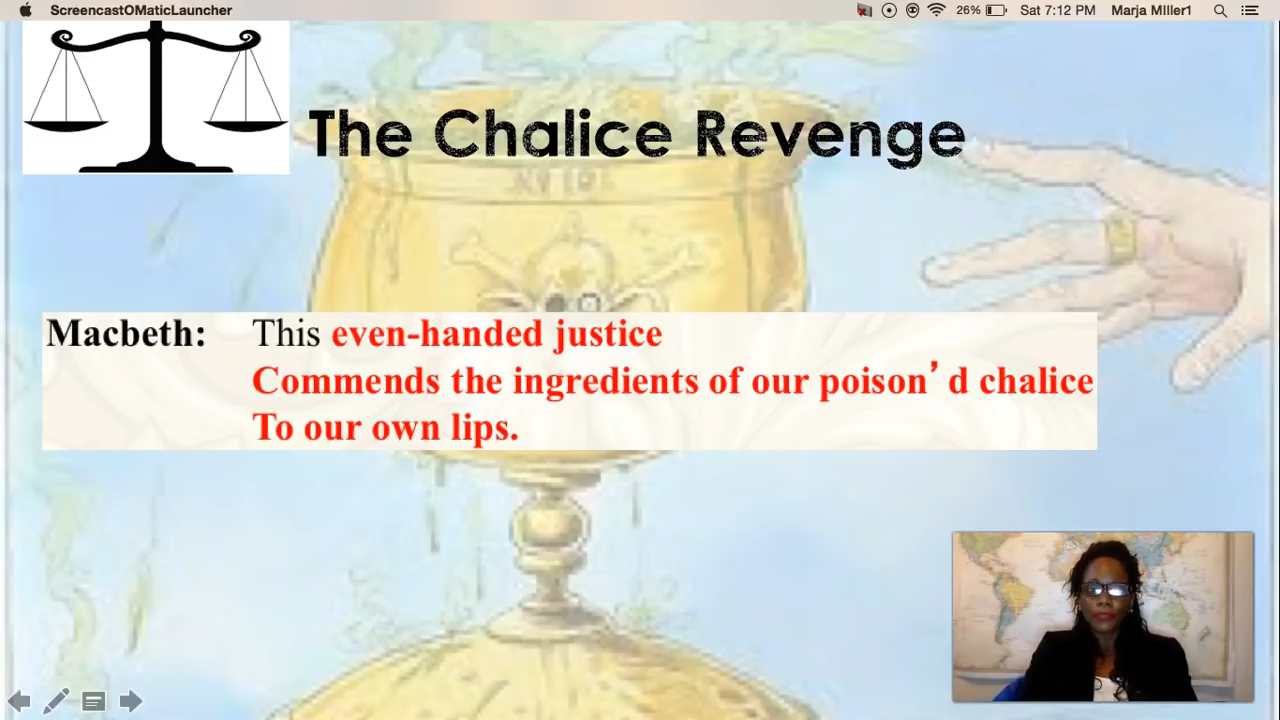 ScreencastOMaticLauncher
26% Sat 7:12 PM Marja MIller1
The Chalice Revenge
Macbeth: This even-handed justice
Commends the ingredients of our poison’ d chalice
To our own lips.